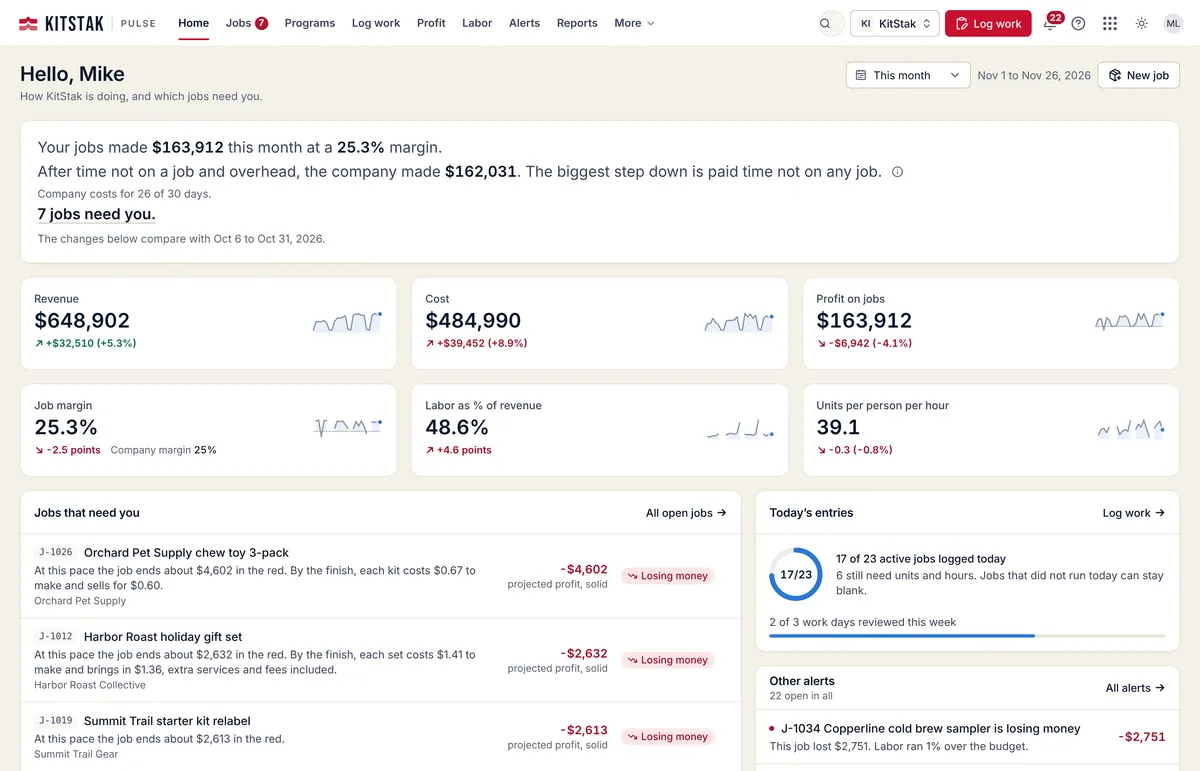 KITSTAK PULSE Home Jobs 7 Programs Log work Profit Labor Alerts Reports More KI KitStak Log work 22 ML
Hello, Mike
How KitStak is doing, and which jobs need you.
This month Nov 1 to Nov 26, 2026 New job
Your jobs made $163,912 this month at a 25.3% margin.
After time not on a job and overhead, the company made $162,031. The biggest step down is paid time not on any job.
Company costs for 26 of 30 days.
7 jobs need you.
The changes below compare with Oct 6 to Oct 31, 2026.
Revenue
$648,902
+$32,510 (+5.3%)
Cost
$484,990
+$39,452 (+8.9%)
Profit on jobs
$163,912
-$6,942 (-4.1%)
Job margin
25.3%
-2.5 points Company margin 25%
Labor as % of revenue
48.6%
+4.6 points
Units per person per hour
39.1
-0.3 (-0.8%)
Jobs that need you All open jobs
J-1026 Orchard Pet Supply chew toy 3-pack
At this pace the job ends about $4,602 in the red. By the finish, each kit costs $0.67 to
make and sells for $0.60.
Orchard Pet Supply
-$4,602
projected profit, solid
Losing money
J-1012 Harbor Roast holiday gift set
At this pace the job ends about $2,632 in the red. By the finish, each set costs $1.41 to
make and brings in $1.36, extra services and fees included.
Harbor Roast Collective
-$2,632
projected profit, solid
Losing money
J-1019 Summit Trail starter kit relabel
At this pace the job ends about $2,613 in the red.
Summit Trail Gear
-$2,613
projected profit, solid
Losing money
Today's entries Log work
17/23
17 of 23 active jobs logged today
6 still need units and hours. Jobs that did not run today can stay
blank.
2 of 3 work days reviewed this week
Other alerts
22 open in all
All alerts
J-1034 Copperline cold brew sampler is losing money
This job lost $2,751. Labor ran 1% over the budget.
-$2,751